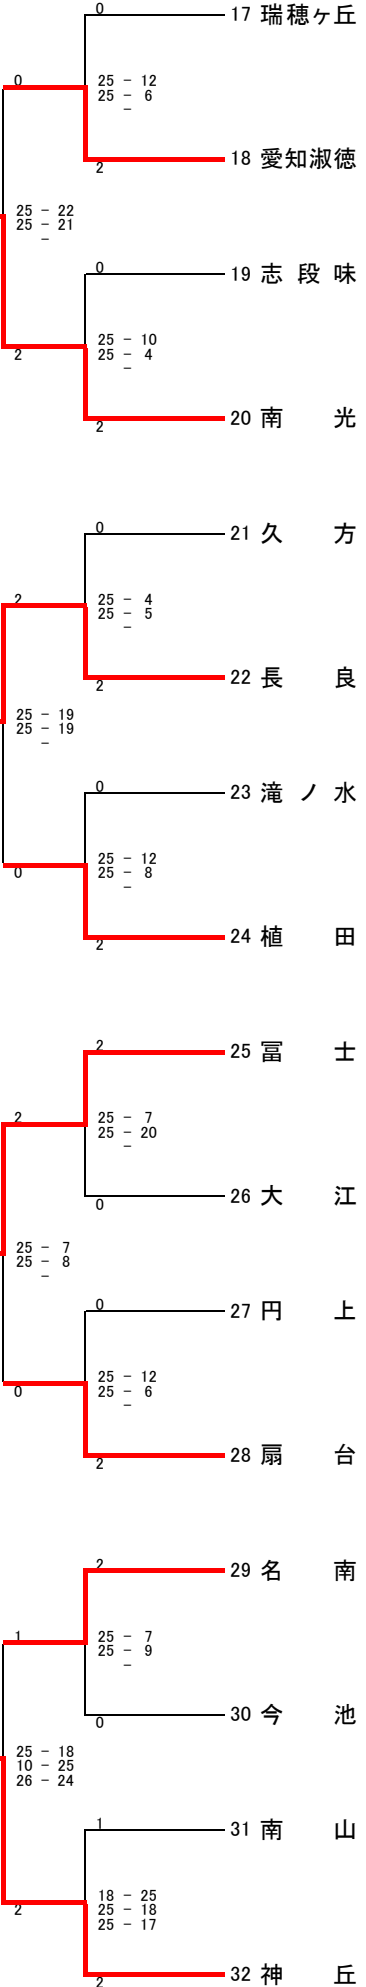 0
17 瑞穂ヶ丘
0
25 - 12
25 - 6
-
18 愛知淑徳
2
25 - 22
25 - 21
-
0
19 志段味
25 - 10
25 - 4
-
2
20 南光
2
0
21 久方
2
25 - 4
25 - 5
-
22 長良
2
25 - 19
25 - 19
-
0
23 滝ノ水
25 - 12
25 - 8
-
0
24 植田
2
2
25 冨士
2
25 - 7
25 - 20
-
26 大江
0
25 - 7
25 - 8
-
0
27 円上
25 - 12
25 - 6
-
0
28 扇台
2
2
29 名南
1
25 - 7
25 - 9
-
30 今池
0
25 - 18
10 - 25
26 - 24
1
31 南山
18 - 25
25 - 18
25 - 17
2
32 神丘
2